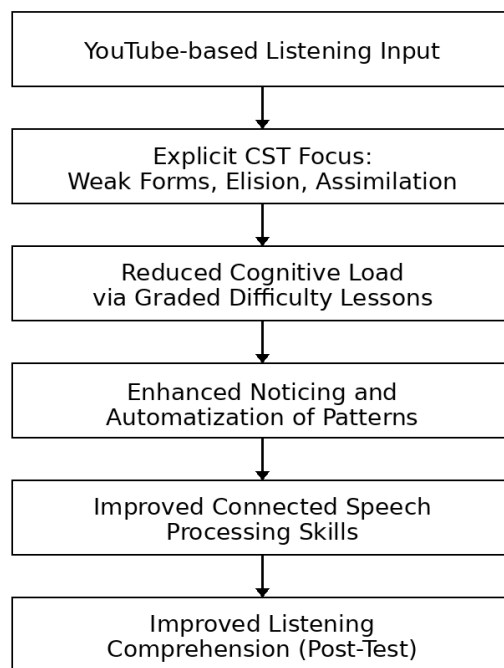 YouTube-based Listening Input
Explicit CST Focus:
Weak Forms, Elision, Assimilation
Reduced Cognitive Load
via Graded Difficulty Lessons
Enhanced Noticing and
Automatization of Patterns
Improved Connected Speech
Processing Skills
Improved Listening
Comprehension (Post-Test)